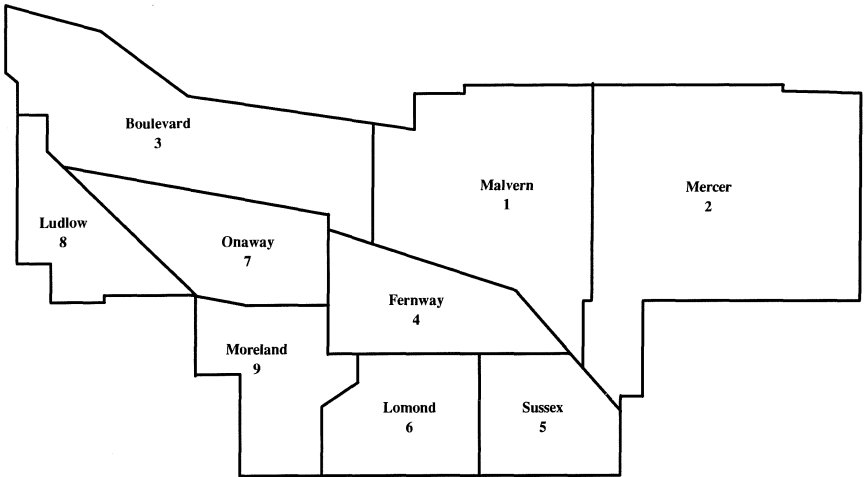 Boulevard
3
Malvern
1
Mercer
2
Ludlow
8
Onaway
7
Fernway
4
Moreland
9
Lomond
6
Sussex
5